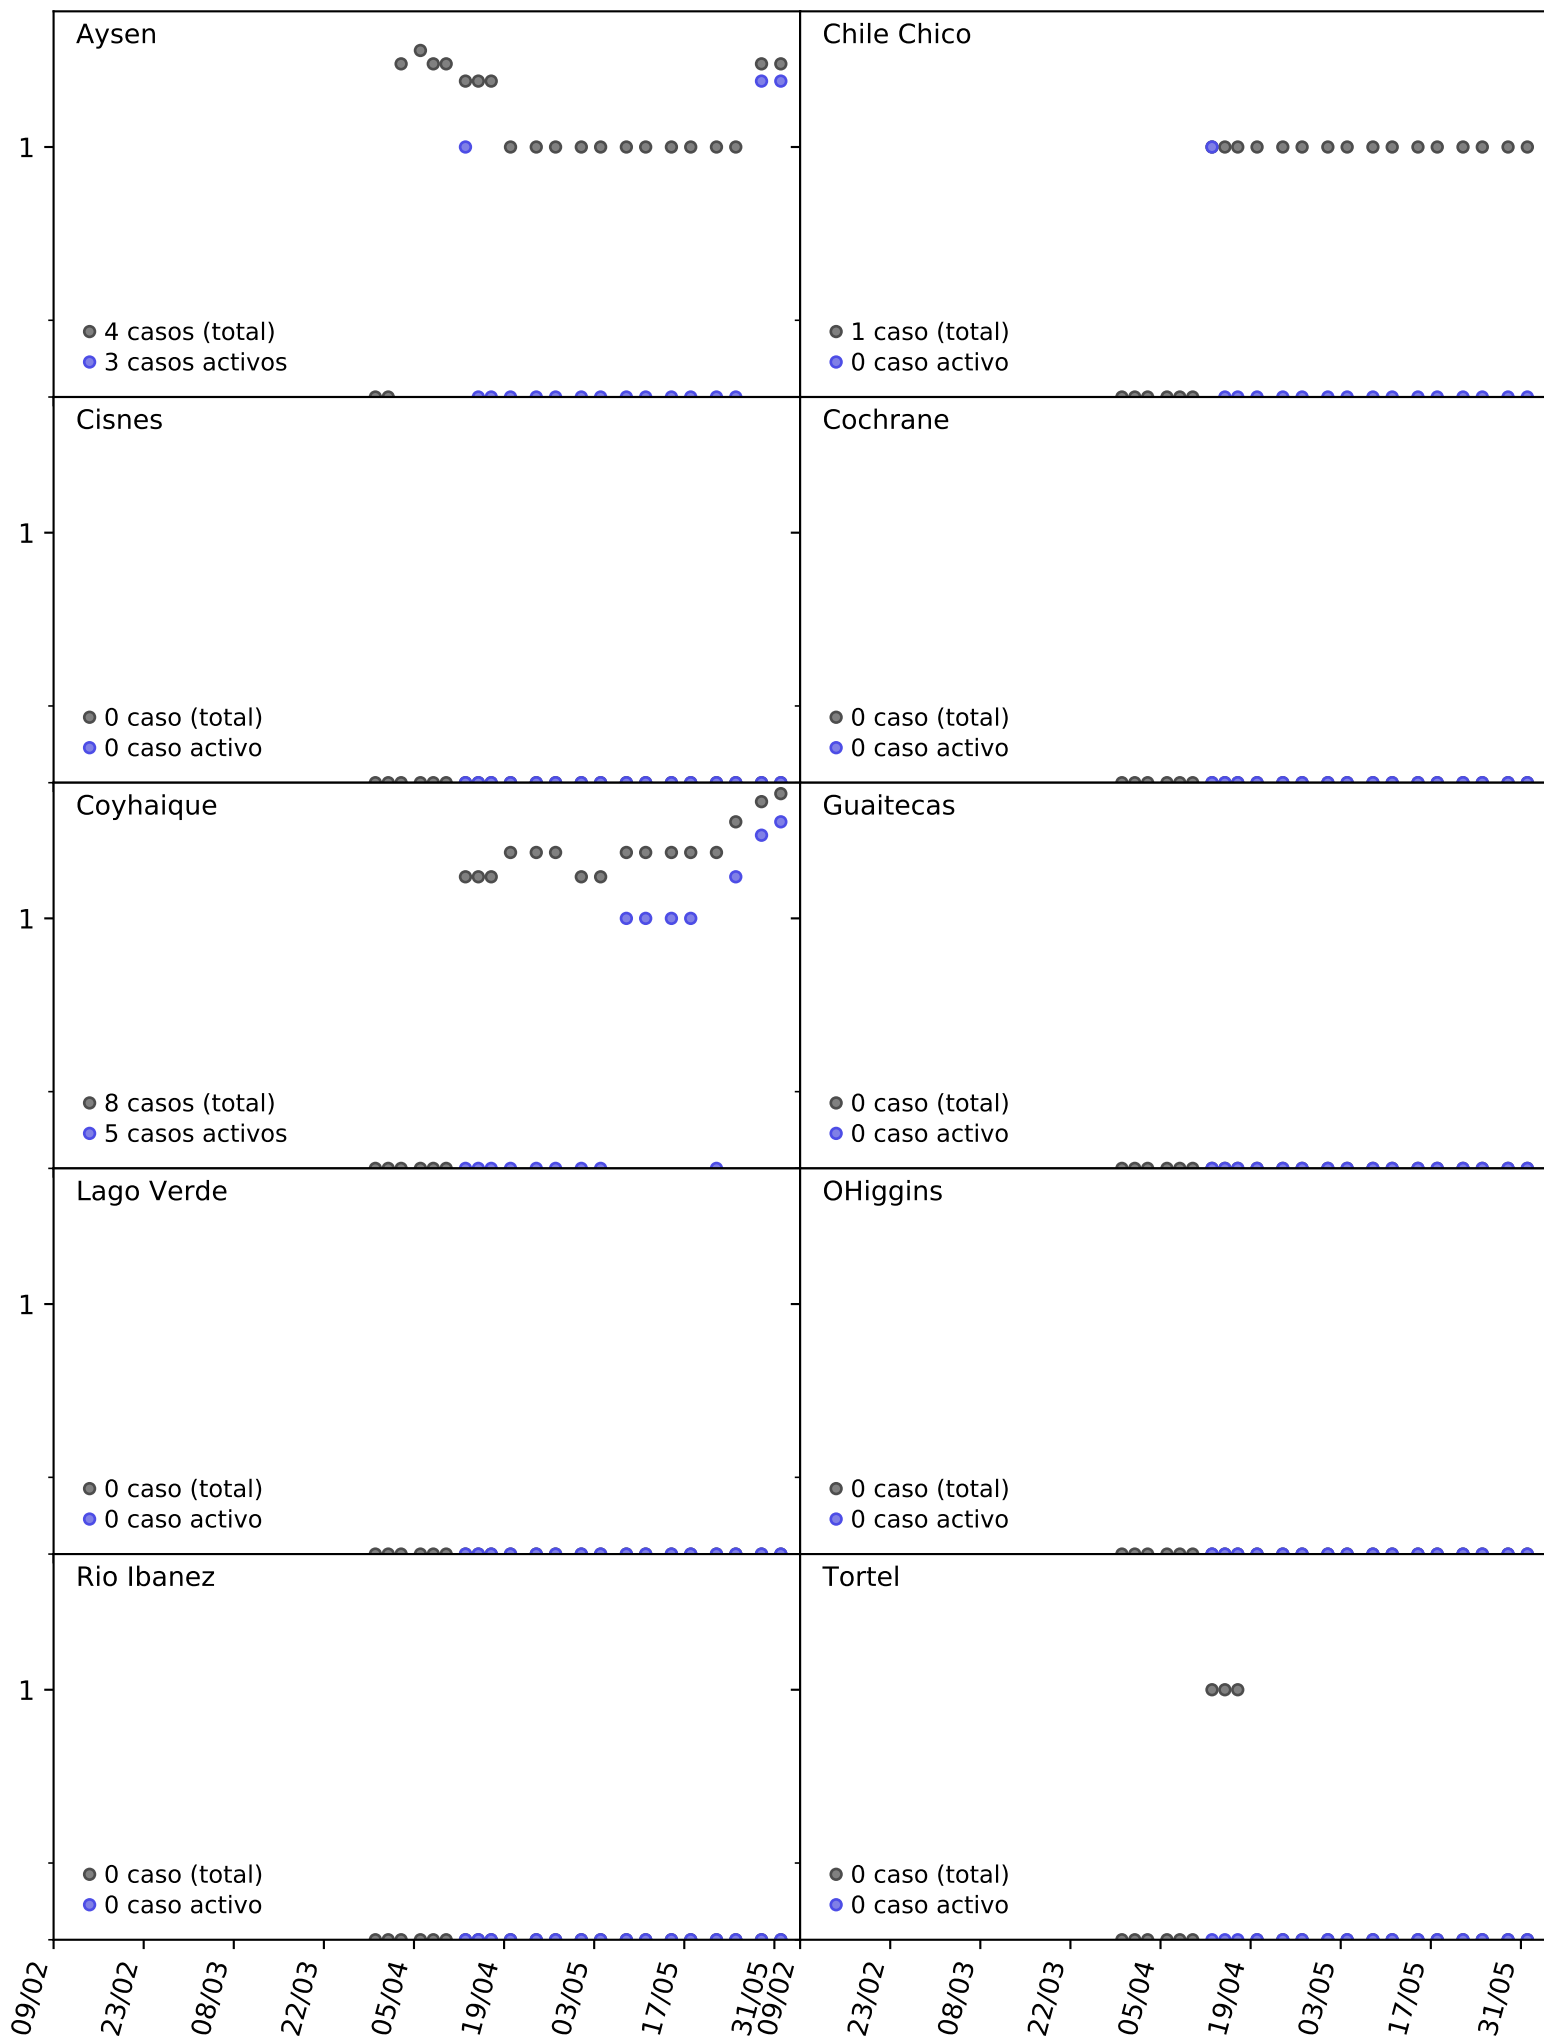 Aysen
1
4 casos (total)
3 casos activos
Chile Chico
1 caso (total)
0 caso activo
Cisnes
1
0 caso (total)
0 caso activo
Cochrane
0 caso (total)
0 caso activo
Coyhaique
1
8 casos (total)
5 casos activos
Guaitecas
0 caso (total)
0 caso activo
Lago Verde
1
0 caso (total)
0 caso activo
OHiggins
0 caso (total)
0 caso activo
Rio Ibanez
1
0 caso (total)
0 caso activo
Tortel
0 caso (total)
0 caso activo
09/02
23/02
08/03
22/03
05/04
19/04
03/05
17/05
31/05
09/02
23/02
08/03
22/03
05/04
19/04
03/05
17/05
31/05